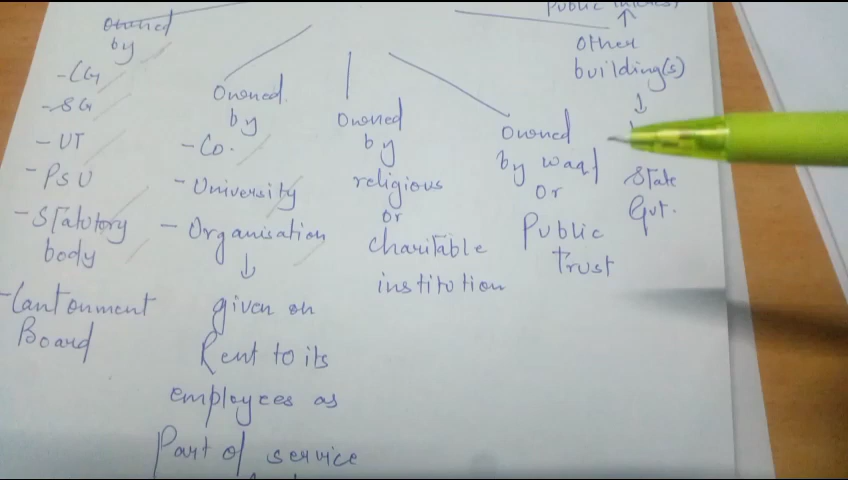 Owned
by
-CG
-SG
- UT
- PSU
- Statutory
body
-Cantonment
Board
Owned
by
- Co.
- University
- Organisation
↓
given on
Rent to its
employees as
Part of service
Owned
by
religious
or
charitable
institution
Owned
by waqf
or
Public
Trust
Public
↑
Other
building(s)
↓
State
Gvt.